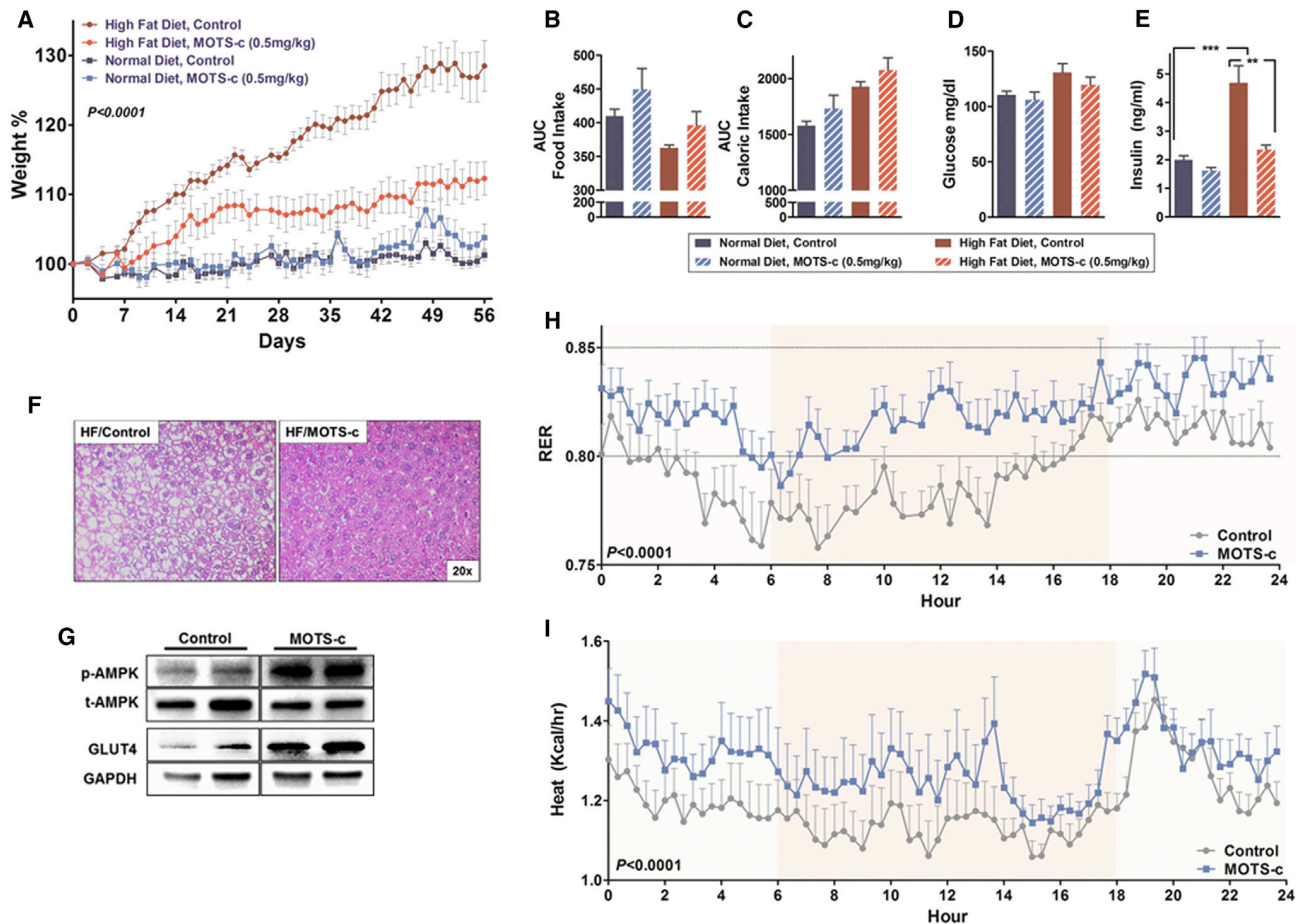 A
High Fat Diet, Control
High Fat Diet, MOTS-c (0.5mg/kg)
Normal Diet, Control
Normal Diet, MOTS-c (0.5mg/kg)
P<0.0001
Weight %
130
120
110
100
0 7 14 21 28 35 42 49 56
Days
B
AUC
Food Intake
500
450
400
350
300
200
0
C
AUC
Caloric Intake
2000
1500
1000
500
0
D
Glucose mg/dl
150
100
50
0
E
Insulin (ng/ml)
***
**
5
4
3
2
1
0
Normal Diet, Control
High Fat Diet, Control
Normal Diet, MOTS-c (0.5mg/kg)
High Fat Diet, MOTS-c (0.5mg/kg)
F
HF/Control
HF/MOTS-c
20x
G
Control MOTS-c
p-AMPK
t-AMPK
GLUT4
GAPDH
H
RER
0.85
0.80
0.75
P<0.0001
Control
MOTS-c
0 2 4 6 8 10 12 14 16 18 20 22 24
Hour
I
Heat (Kcal/hr)
1.6
1.4
1.2
1.0
P<0.0001
Control
MOTS-c
0 2 4 6 8 10 12 14 16 18 20 22 24
Hour